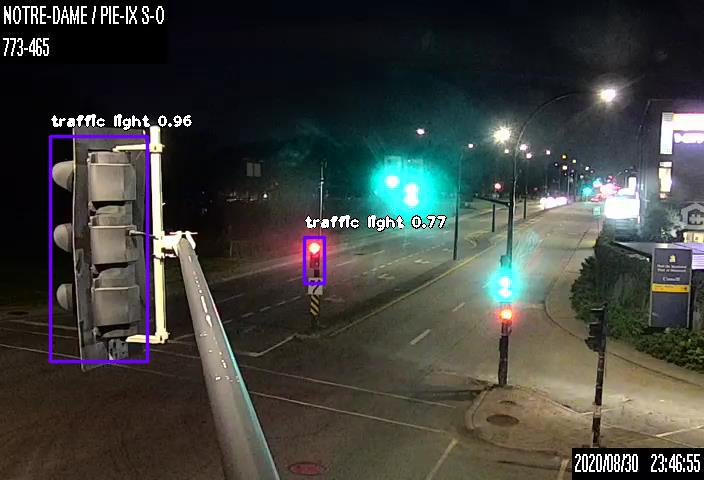 NOTRE-DAME / PIE-IX S-O
773-465
traffic light 0.96
traffic light 0.77
Canada
2020/08/30 23:46:55